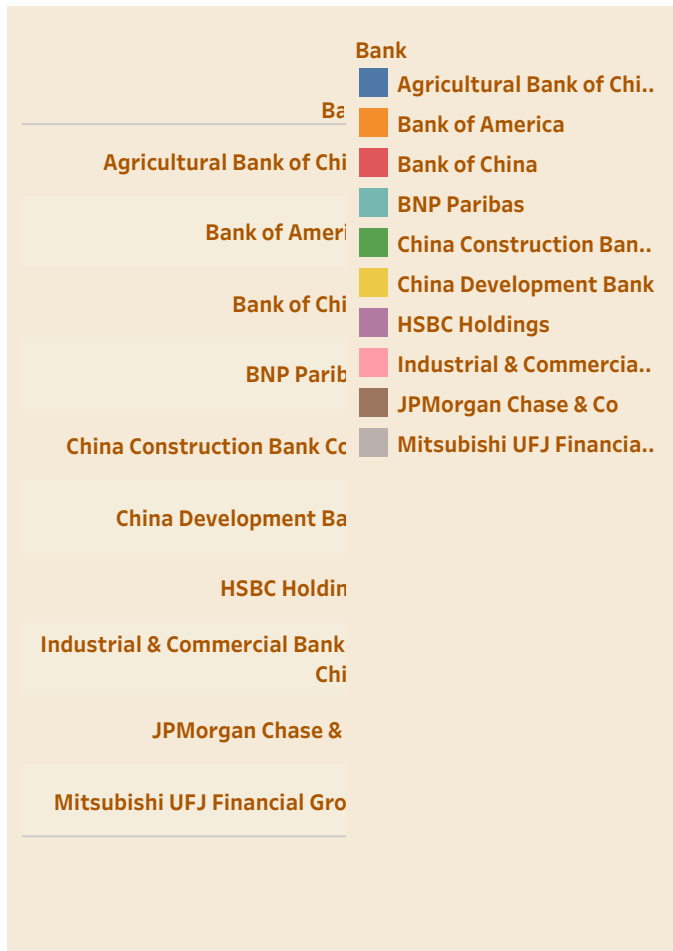 Ba
Agricultural Bank of Chi
Bank of Ameri
Bank of Chi
BNP Parib
China Construction Bank Co
China Development Ba
HSBC Holdin
Industrial & Commercial Bank
Chi
JPMorgan Chase &
Mitsubishi UFJ Financial Gro
Bank
Agricultural Bank of Chi..
Bank of America
Bank of China
BNP Paribas
China Construction Ban..
China Development Bank
HSBC Holdings
Industrial & Commercia..
JPMorgan Chase & Co
Mitsubishi UFJ Financia..